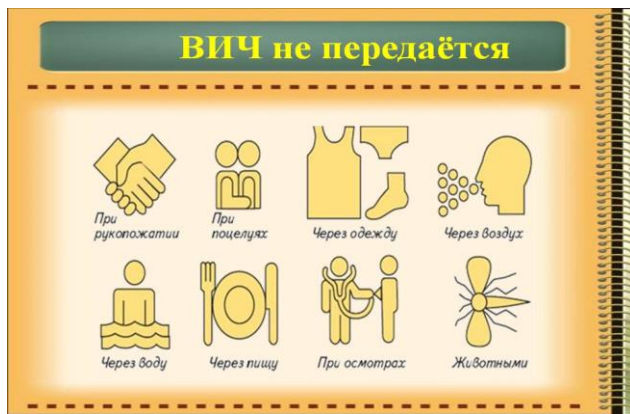 ВИЧ не передаётся
При
рукопожатии
При
поцелуях
Через одежду
Через воздух
Через воду
Через пищу
При осмотрах
Животными